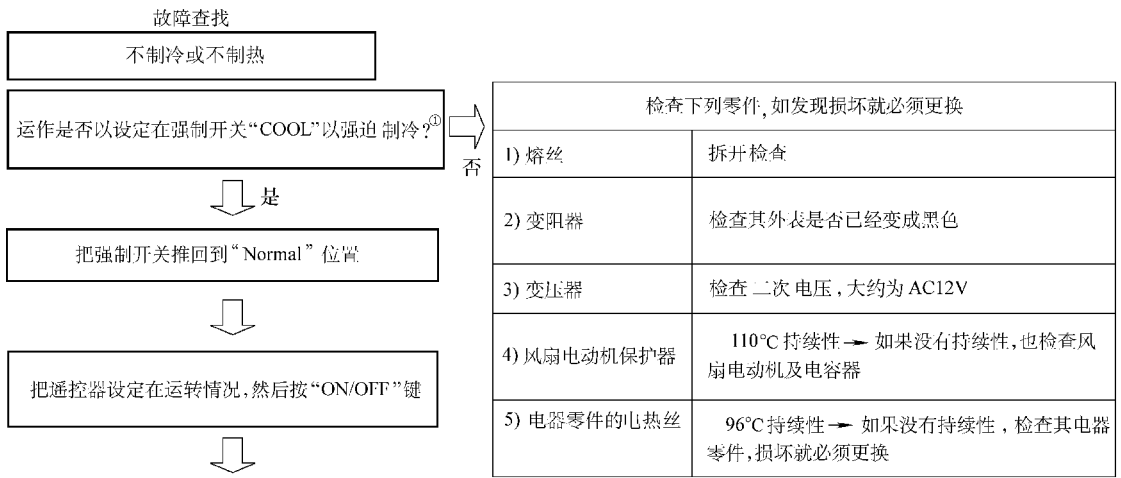 故障查找
不制冷或不制热
运作是否以设定在强制开关“COOL”以强迫制冷?①
否
是
把强制开关推回到“Normal”位置
把遥控器设定在运转情况,然后按“ON/OFF”键
检查下列零件,如发现损坏就必须更换
1) 熔丝 拆开检查
2) 变阻器 检查其外表是否已经变成黑色
3) 变压器 检查二次电压,大约为 AC12V
4) 风扇电动机保护器 110℃持续性→如果没有持续性,也检查风
扇电动机及电容器
5) 电器零件的电热丝 96℃持续性→如果没有持续性,检查其电器
零件,损坏就必须更换